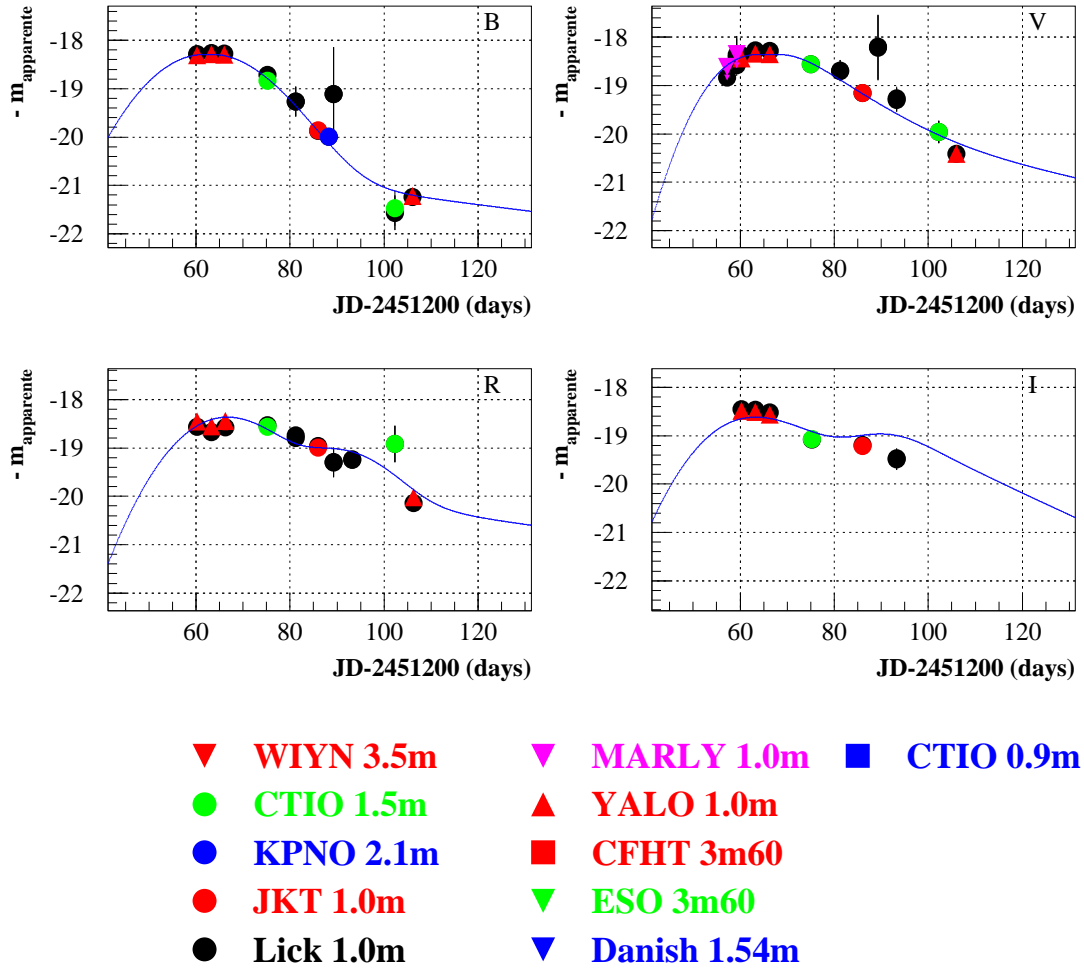 B
- m apparente
-18
-19
-20
-21
-22
60 80 100 120
JD-2451200 (days)
V
- m apparente
-18
-19
-20
-21
-22
60 80 100 120
JD-2451200 (days)
R
- m apparente
-18
-19
-20
-21
-22
60 80 100 120
JD-2451200 (days)
I
- m apparente
-18
-19
-20
-21
-22
60 80 100 120
JD-2451200 (days)
WIYN 3.5m
CTIO 1.5m
KPNO 2.1m
JKT 1.0m
Lick 1.0m
MARLY 1.0m
YALO 1.0m
CFHT 3m60
ESO 3m60
Danish 1.54m
CTIO 0.9m